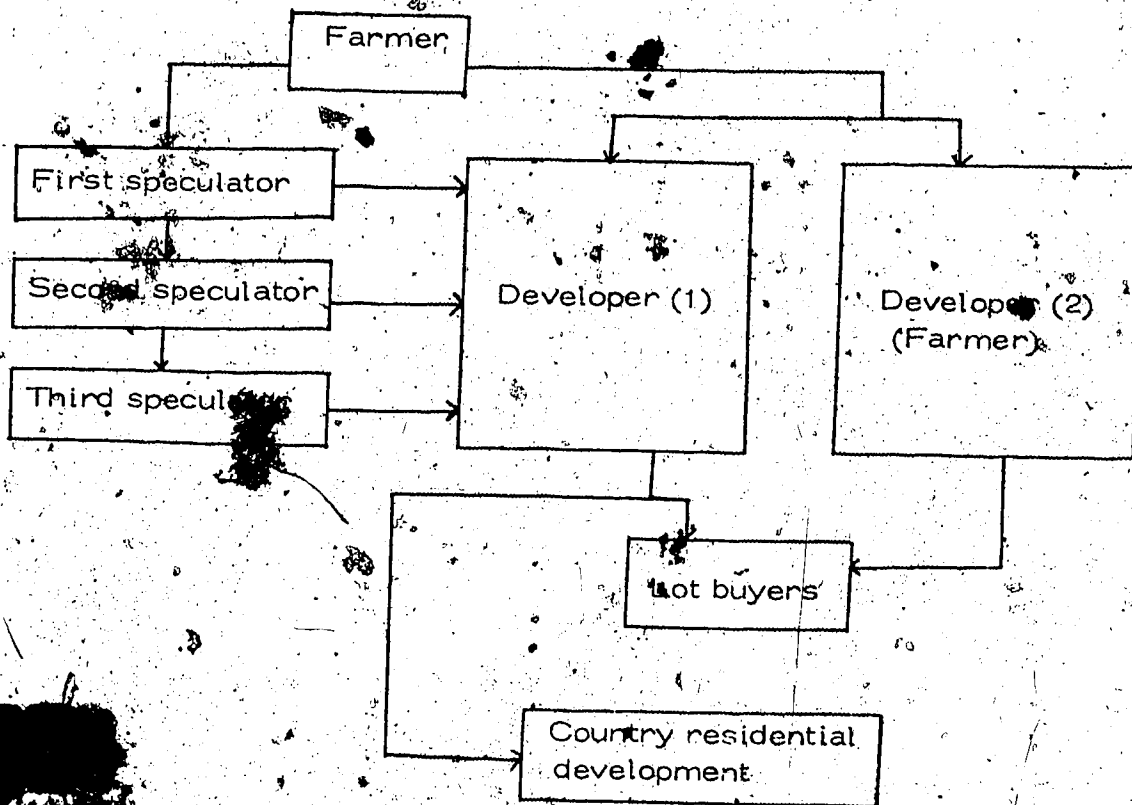 Farmer
First speculator
Second speculator
Developer (1)
Developer (2)
(Farmer)
Third speculator
Lot buyers
Country residential
development